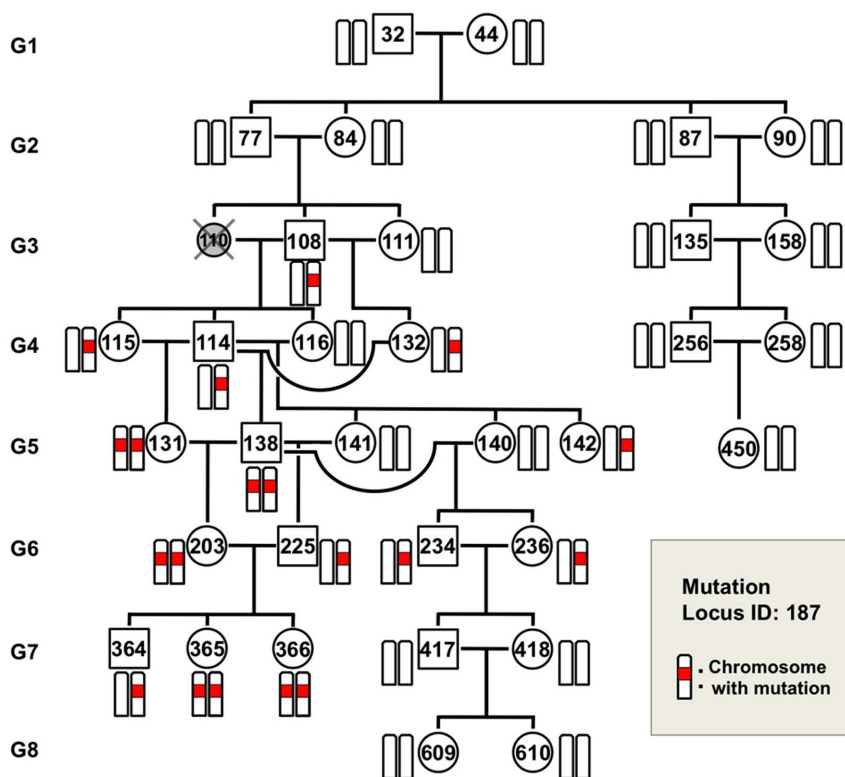 G1
32 44
G2
77 84 87 90
G3
110 108 111 135 158
G4
115 114 116 132 256 258
G5
131 138 141 140 142 450
G6
203 225 234 236
Mutation
Locus ID: 187
G7
364 365 366 417 418
. Chromosome
. with mutation
G8
609 610